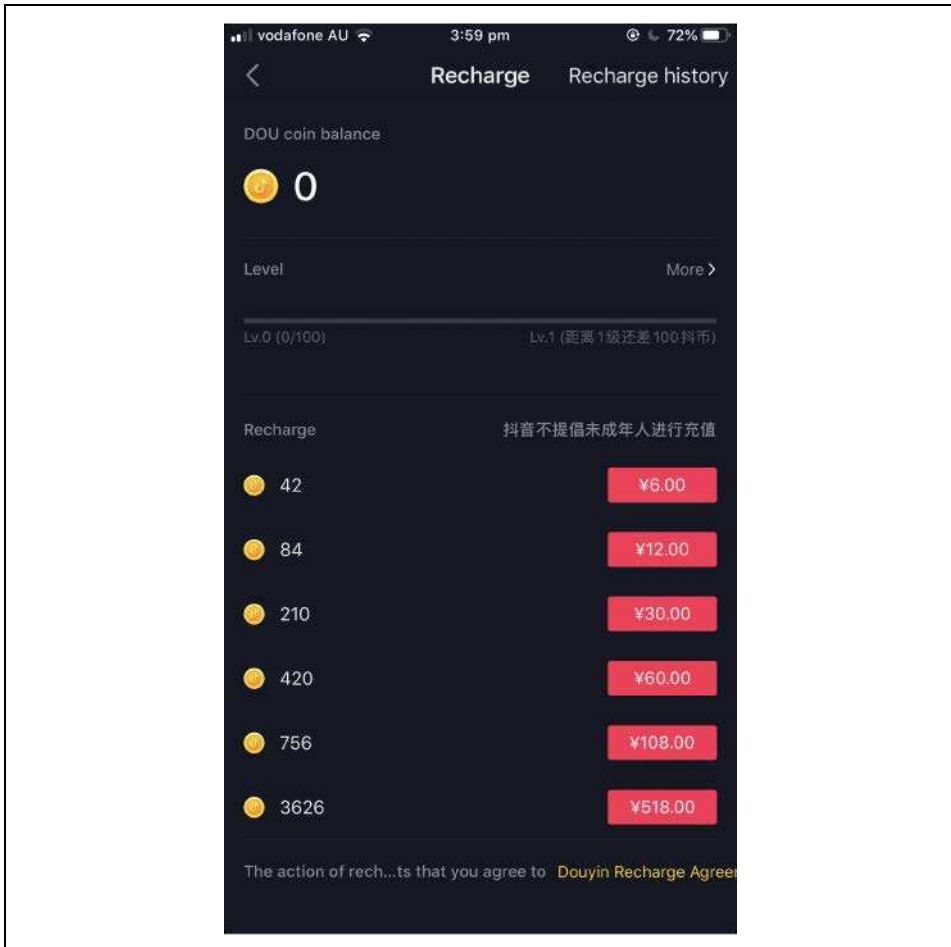 vodafone AU 3:59 pm 72%
Recharge Recharge history
DOU coin balance
0
Level More >
Lv.0 (0/100) Lv.1 (距离1级还差100抖币)
Recharge 抖音不提倡未成年人进行充值
42 ¥6.00
84 ¥12.00
210 ¥30.00
420 ¥60.00
756 ¥108.00
3626 ¥518.00
The action of rech...ts that you agree to Douyin Recharge Agreer